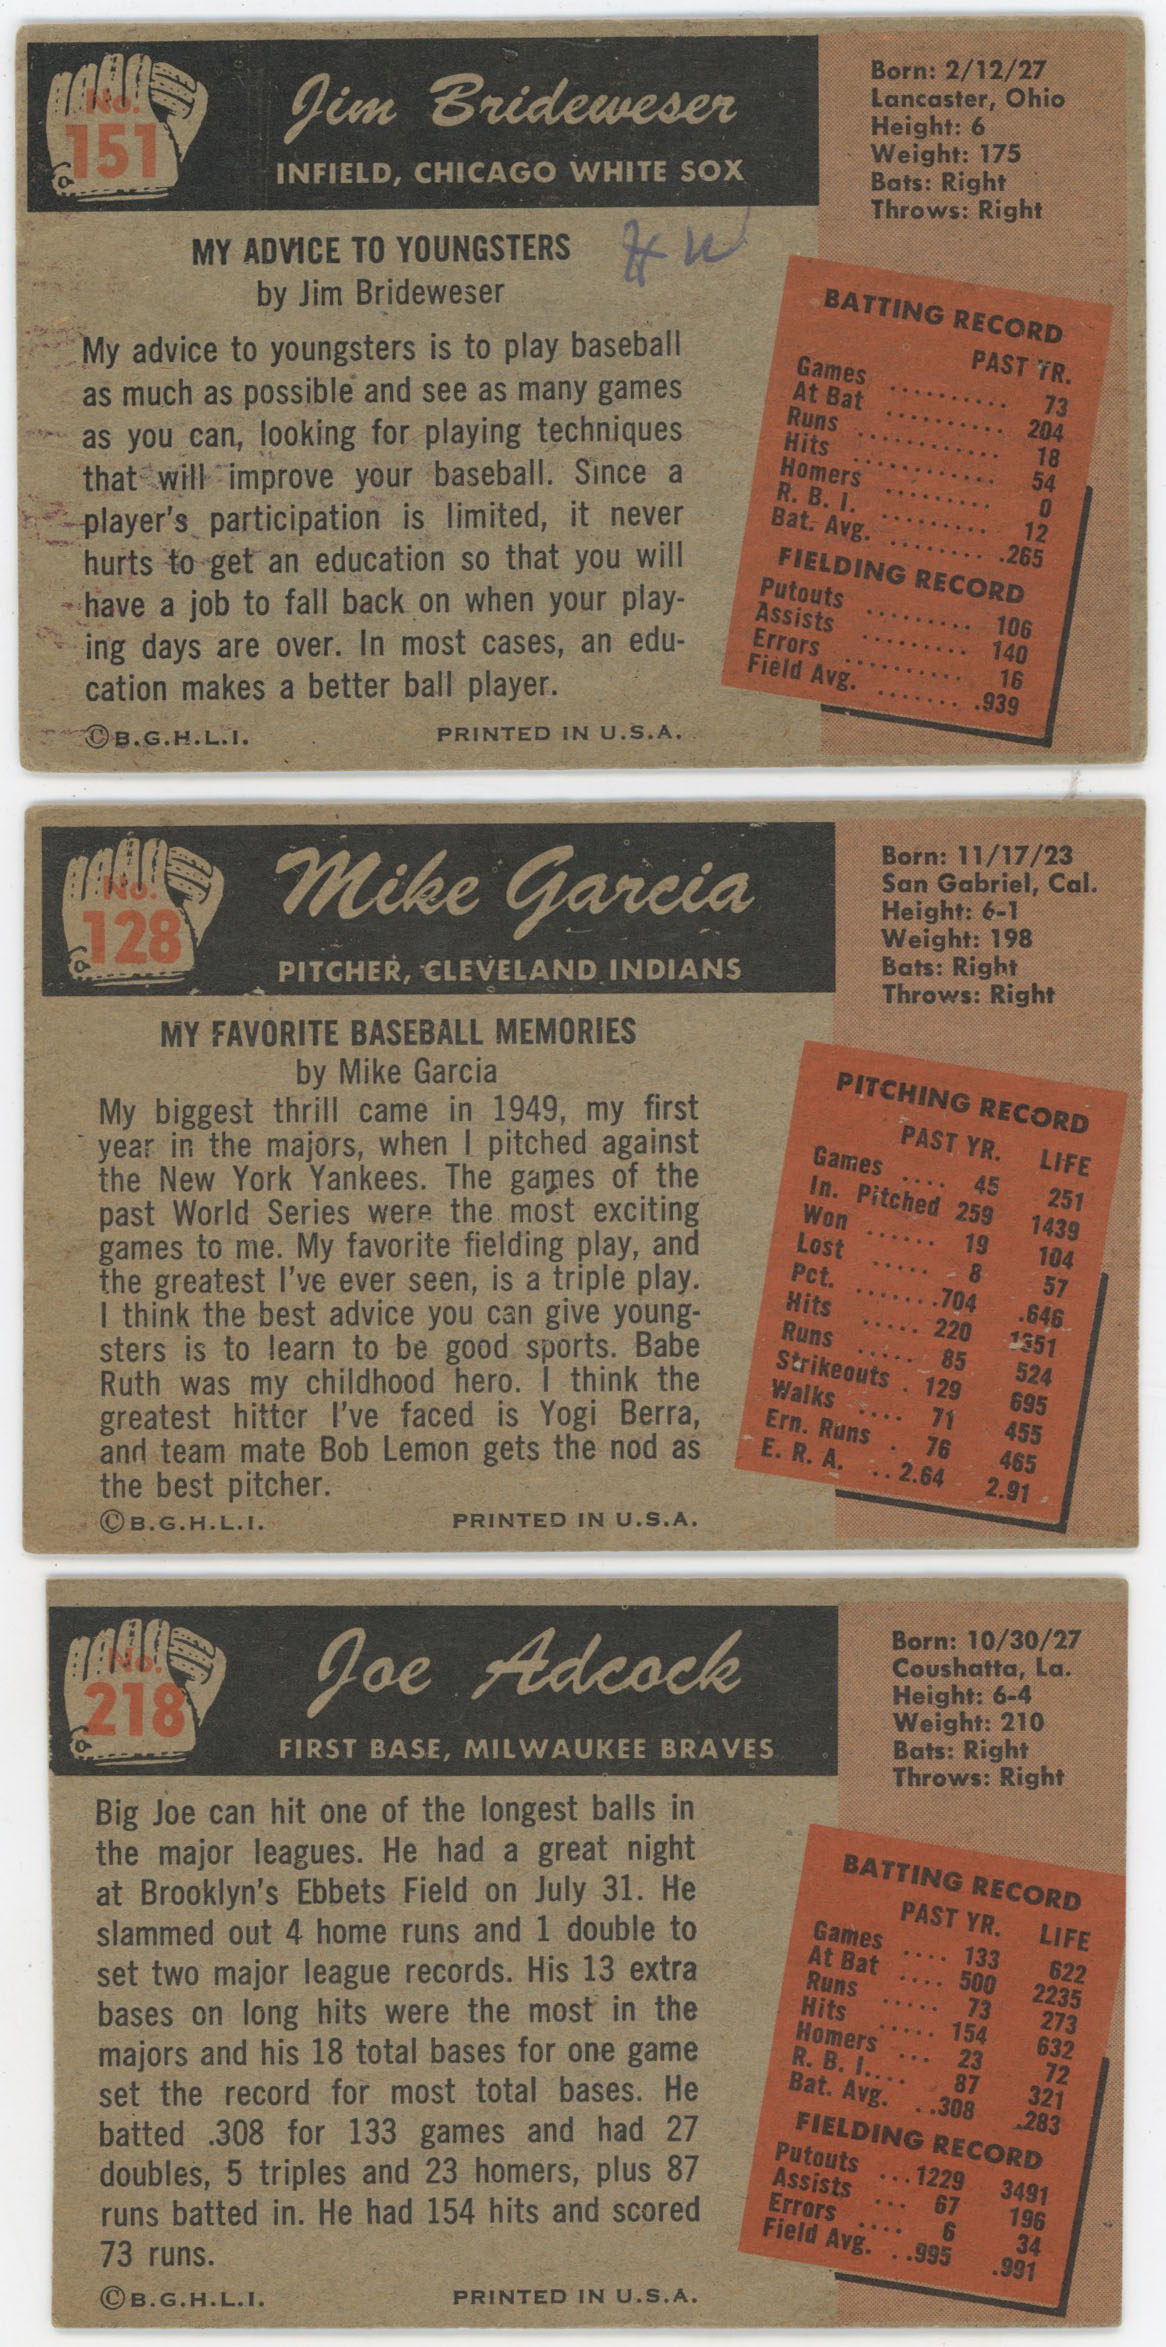 No.
151
Jim Brideweser
INFIELD, CHICAGO WHITE SOX
Born: 2/12/27
Lancaster, Ohio
Height: 6
Weight: 175
Bats: Right
Throws: Right
MY ADVICE TO YOUNGSTERS
by Jim Brideweser
My advice to youngsters is to play baseball
as much as possible and see as many games
as you can, looking for playing techniques
that will improve your baseball. Since a
player's participation is limited, it never
hurts to get an education so that you will
have a job to fall back on when your play-
ing days are over. In most cases, an edu-
cation makes a better ball player.
©B.G.H.L.I. PRINTED IN U.S.A.
BATTING RECORD
PAST YR.
Games .......... 73
At Bat .......... 204
Runs .......... 18
Hits .......... 54
Homers ......... 0
R. B. I. ......... 12
Bat. Avg. ........ .265
FIELDING RECORD
Putouts ......... 106
Assists ........ 140
Errors ......... 16
Field Avg. ....... .939
No.
128
Mike Garcia
PITCHER, CLEVELAND INDIANS
Born: 11/17/23
San Gabriel, Cal.
Height: 6-1
Weight: 198
Bats: Right
Throws: Right
MY FAVORITE BASEBALL MEMORIES
by Mike Garcia
My biggest thrill came in 1949, my first
year in the majors, when I pitched against
the New York Yankees. The games of the
past World Series were the most exciting
games to me. My favorite fielding play, and
the greatest I've ever seen, is a triple play.
I think the best advice you can give young-
sters is to learn to be good sports. Babe
Ruth was my childhood hero. I think the
greatest hitter I've faced is Yogi Berra,
and team mate Bob Lemon gets the nod as
the best pitcher.
©B.G.H.L.I. PRINTED IN U.S.A.
PITCHING RECORD
PAST YR. LIFE
Games .... 45 251
In. Pitched 259 1439
Won ...... 19 104
Lost ..... 8 57
Pct. ........704 .646
Hits ..... 220 1351
Runs ..... 85 524
Strikeouts . 129 695
Walks .... 71 455
Ern. Runs . 76 465
E. R. A. ..2.64 2.91
No.
218
Joe Adcock
FIRST BASE, MILWAUKEE BRAVES
Born: 10/30/27
Coushatta, La.
Height: 6-4
Weight: 210
Bats: Right
Throws: Right
Big Joe can hit one of the longest balls in
the major leagues. He had a great night
at Brooklyn's Ebbets Field on July 31. He
slammed out 4 home runs and 1 double to
set two major league records. His 13 extra
bases on long hits were the most in the
majors and his 18 total bases for one game
set the record for most total bases. He
batted .308 for 133 games and had 27
doubles, 5 triples and 23 homers, plus 87
runs batted in. He had 154 hits and scored
73 runs.
©B.G.H.L.I. PRINTED IN U.S.A.
BATTING RECORD
PAST YR. LIFE
Games .... 133 622
At Bat .... 500 2235
Runs ..... 73 273
Hits ..... 154 632
Homers ... 23 72
R. B. I.... 87 321
Bat. Avg. ..308 .283
FIELDING RECORD
Putouts ...1229 3491
Assists ... 67 196
Errors .... 6 34
Field Avg. ..995 .991